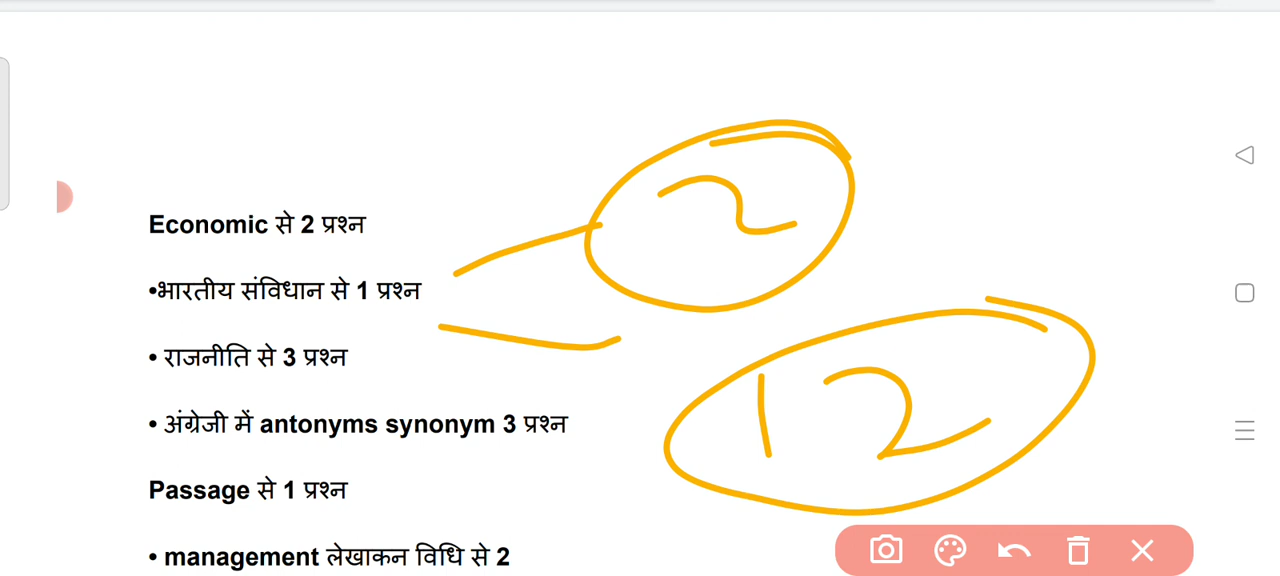 Economic से 2 प्रश्न
•भारतीय संविधान से 1 प्रश्न
• राजनीति से 3 प्रश्न
• अंग्रेजी में antonyms synonym 3 प्रश्न
Passage से 1 प्रश्न
• management लेखाकन विधि से 2
2
12